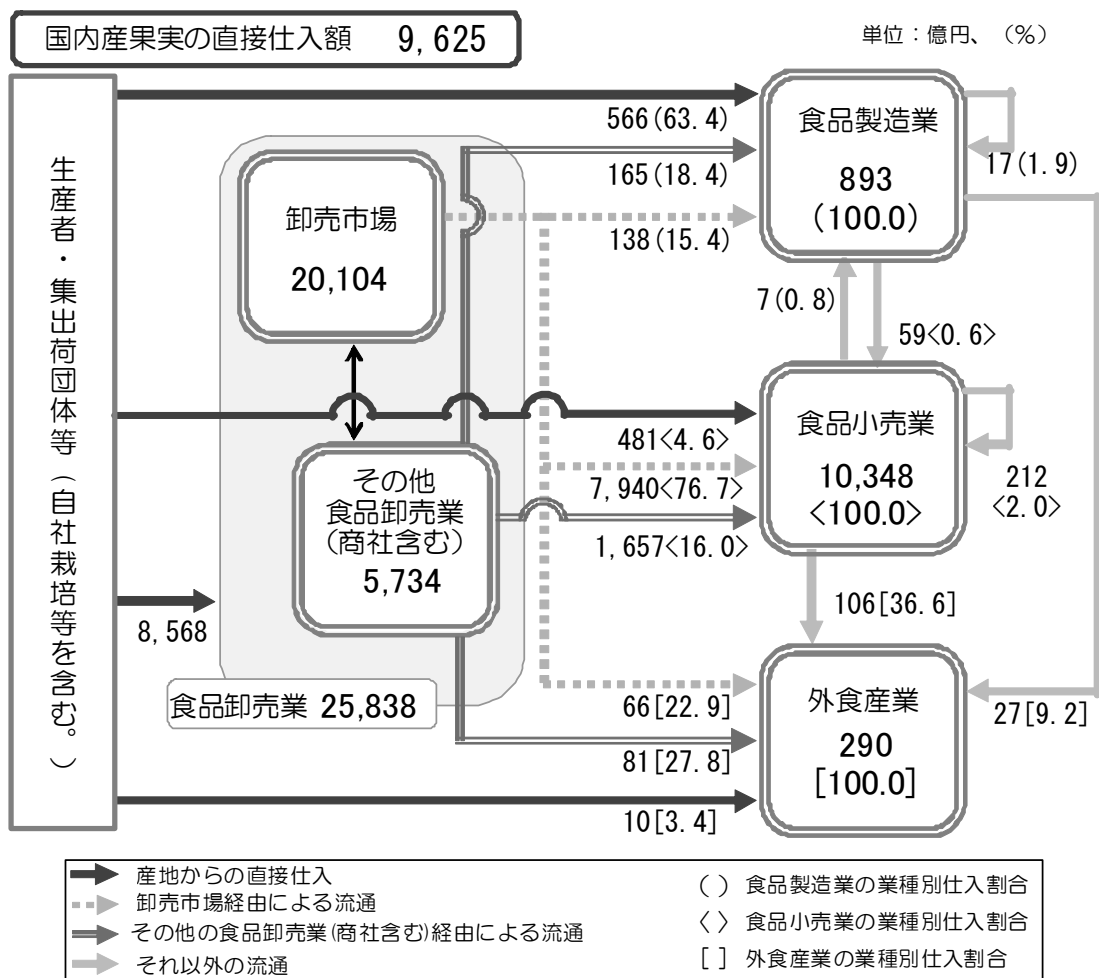 国内産果実の直接仕入額 9,625
単位：億円、（％）
生産者・集出荷団体等（自社栽培等を含む。）
卸売市場
20,104
その他
食品卸売業
(商社含む)
5,734
8,568
食品卸売業 25,838
566(63.4)
165(18.4)
138(15.4)
食品製造業
893
(100.0)
17(1.9)
7(0.8)
59<0.6>
481<4.6>
7,940<76.7>
1,657<16.0>
食品小売業
10,348
<100.0>
212
<2.0>
106[36.6]
66[22.9]
81[27.8]
10[3.4]
外食産業
290
[100.0]
27[9.2]
産地からの直接仕入
卸売市場経由による流通
その他の食品卸売業(商社含む)経由による流通
それ以外の流通
( ) 食品製造業の業種別仕入割合
〈 〉 食品小売業の業種別仕入割合
[ ] 外食産業の業種別仕入割合